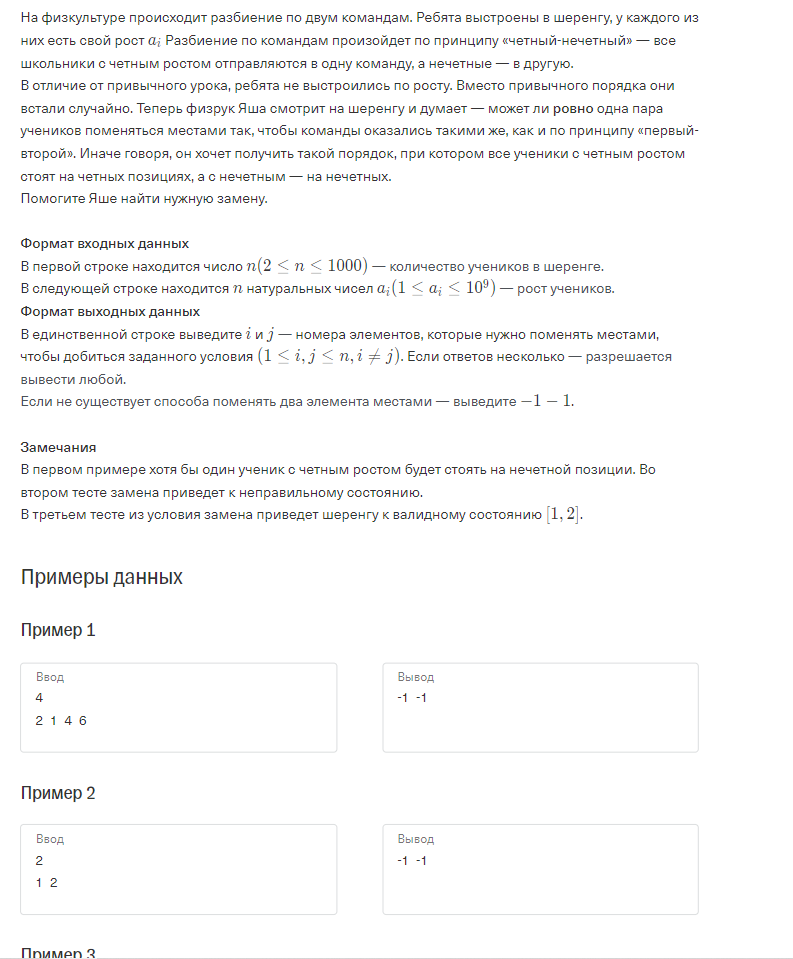 На физкультуре происходит разбиение по двум командам. Ребята выстроены в шеренгу, у каждого из
них есть свой рост a_i Разбиение по командам произойдет по принципу «четный-нечетный» — все
школьники с четным ростом отправляются в одну команду, а нечетные — в другую.
В отличие от привычного урока, ребята не выстроились по росту. Вместо привычного порядка они
встали случайно. Теперь физрук Яша смотрит на шеренгу и думает — может ли ровно одна пара
учеников поменяться местами так, чтобы команды оказались такими же, как и по принципу «первый-
второй». Иначе говоря, он хочет получить такой порядок, при котором все ученики с четным ростом
стоят на четных позициях, а с нечетным — на нечетных.
Помогите Яше найти нужную замену.
Формат входных данных
В первой строке находится число n(2 ≤ n ≤ 1000) — количество учеников в шеренге.
В следующей строке находится n натуральных чисел a_i(1 ≤ a_i ≤ 10^9) — рост учеников.
Формат выходных данных
В единственной строке выведите i и j — номера элементов, которые нужно поменять местами,
чтобы добиться заданного условия (1 ≤ i, j ≤ n, i ≠ j). Если ответов несколько — разрешается
вывести любой.
Если не существует способа поменять два элемента местами — выведите −1 − 1.
Замечания
В первом примере хотя бы один ученик с четным ростом будет стоять на нечетной позиции. Во
втором тесте замена приведет к неправильному состоянию.
В третьем тесте из условия замена приведет шеренгу к валидному состоянию [1, 2].
Примеры данных
Пример 1
Ввод
4
2 1 4 6
Вывод
-1 -1
Пример 2
Ввод
2
1 2
Вывод
-1 -1
Пример 3